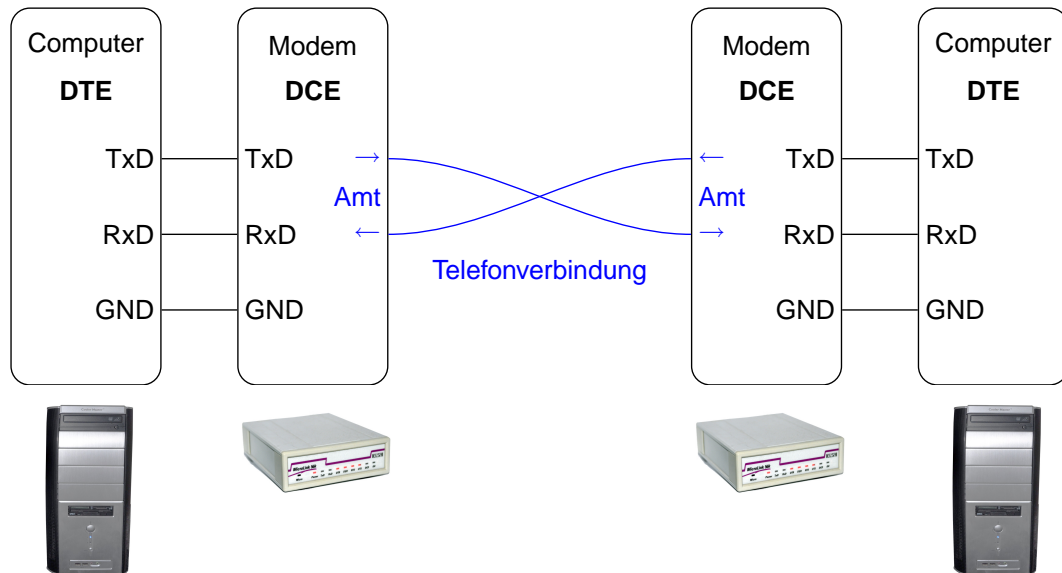 Computer
DTE
TxD
RxD
GND
Modem
DCE
TxD →
Amt
RxD ←
GND
Telefonverbindung
Modem
DCE
← TxD
Amt
→ RxD
GND
Computer
DTE
TxD
RxD
GND